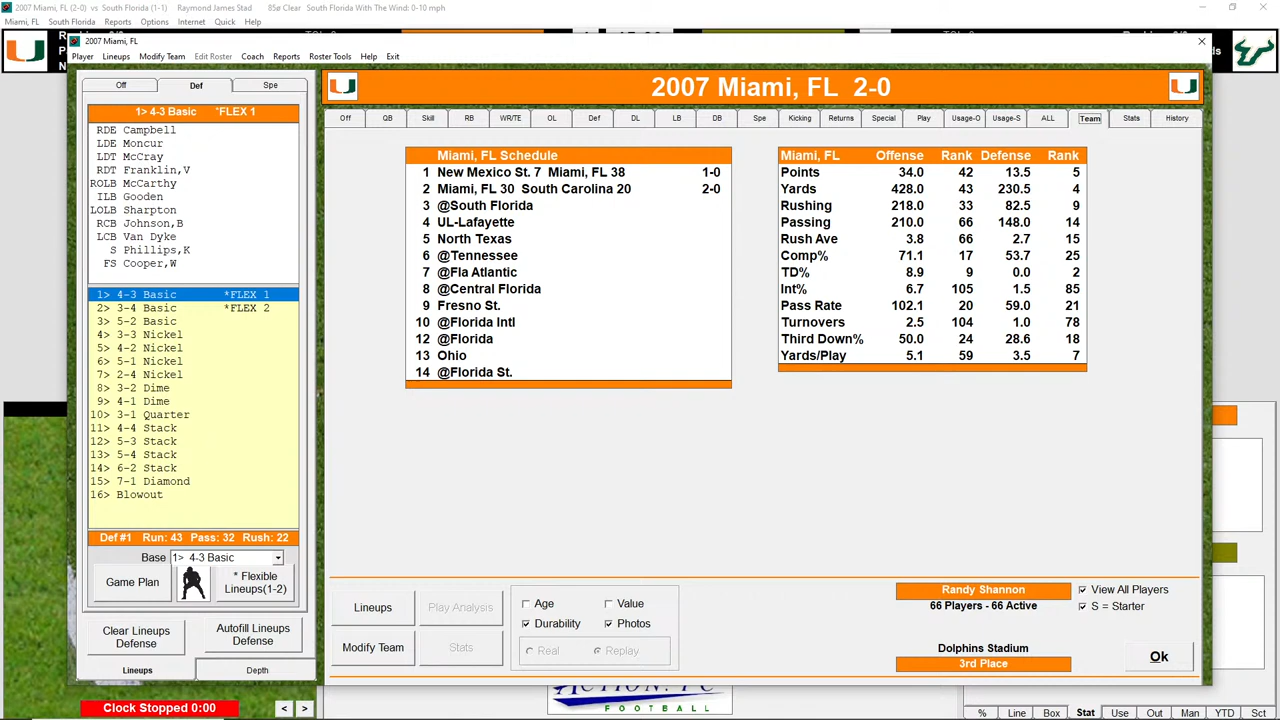 Miami, FL (2-0)  vs  South Florida (1-1)    Raymond James Stad    85ø Clear    South Florida With The Wind: 0-10 mph
Miami, FL  South Florida  Reports  Options  Internet  Quick  Help
2007 Miami, FL
Player  Lineups  Modify Team  Edit Roster  Coach  Reports  Roster Tools  Help  Exit
Off  Def  Spe
1> 4-3 Basic  *FLEX 1
RDE Campbell
LDE Moncur
LDT McCray
RDT Franklin,V
ROLB McCarthy
ILB Gooden
LOLB Sharpton
RCB Johnson,B
LCB Van Dyke
S Phillips,K
FS Cooper,W
1> 4-3 Basic  *FLEX 1
2> 3-4 Basic  *FLEX 2
3> 5-2 Basic
4> 3-3 Nickel
5> 4-2 Nickel
6> 5-1 Nickel
7> 2-4 Nickel
8> 3-2 Dime
9> 4-1 Dime
10> 3-1 Quarter
11> 4-4 Stack
12> 5-3 Stack
13> 5-4 Stack
14> 6-2 Stack
15> 7-1 Diamond
16> Blowout
Def #1  Run: 43  Pass: 32  Rush: 22
Base  1> 4-3 Basic
Game Plan
* Flexible
Lineups(1-2)
Clear Lineups
Defense
Autofill Lineups
Defense
Lineups  Depth
Clock Stopped 0:00  <  >
2007 Miami, FL  2-0
Off  QB  Skill  RB  WR/TE  OL  Def  DL  LB  DB  Spe  Kicking  Returns  Special  Play  Usage-O  Usage-S  ALL  Team  Stats  History
Miami, FL Schedule
1  New Mexico St. 7  Miami, FL 38  1-0
2  Miami, FL 30  South Carolina 20  2-0
3  @South Florida
4  UL-Lafayette
5  North Texas
6  @Tennessee
7  @Fla Atlantic
8  @Central Florida
9  Fresno St.
10  @Florida Intl
12  @Florida
13  Ohio
14  @Florida St.
Miami, FL  Offense  Rank  Defense  Rank
Points  34.0  42  13.5  5
Yards  428.0  43  230.5  4
Rushing  218.0  33  82.5  9
Passing  210.0  66  148.0  14
Rush Ave  3.8  66  2.7  15
Comp%  71.1  17  53.7  25
TD%  8.9  9  0.0  2
Int%  6.7  105  1.5  85
Pass Rate  102.1  20  59.0  21
Turnovers  2.5  104  1.0  78
Third Down%  50.0  24  28.6  18
Yards/Play  5.1  59  3.5  7
Lineups  Play Analysis
Modify Team  Stats
Age  Value
Durability  Photos
Real  Replay
Randy Shannon
66 Players - 66 Active
Dolphins Stadium
3rd Place
View All Players
S = Starter
Ok
FOOTBALL
%  Line  Box  Stat  Use  Out  Man  YTD  Sct